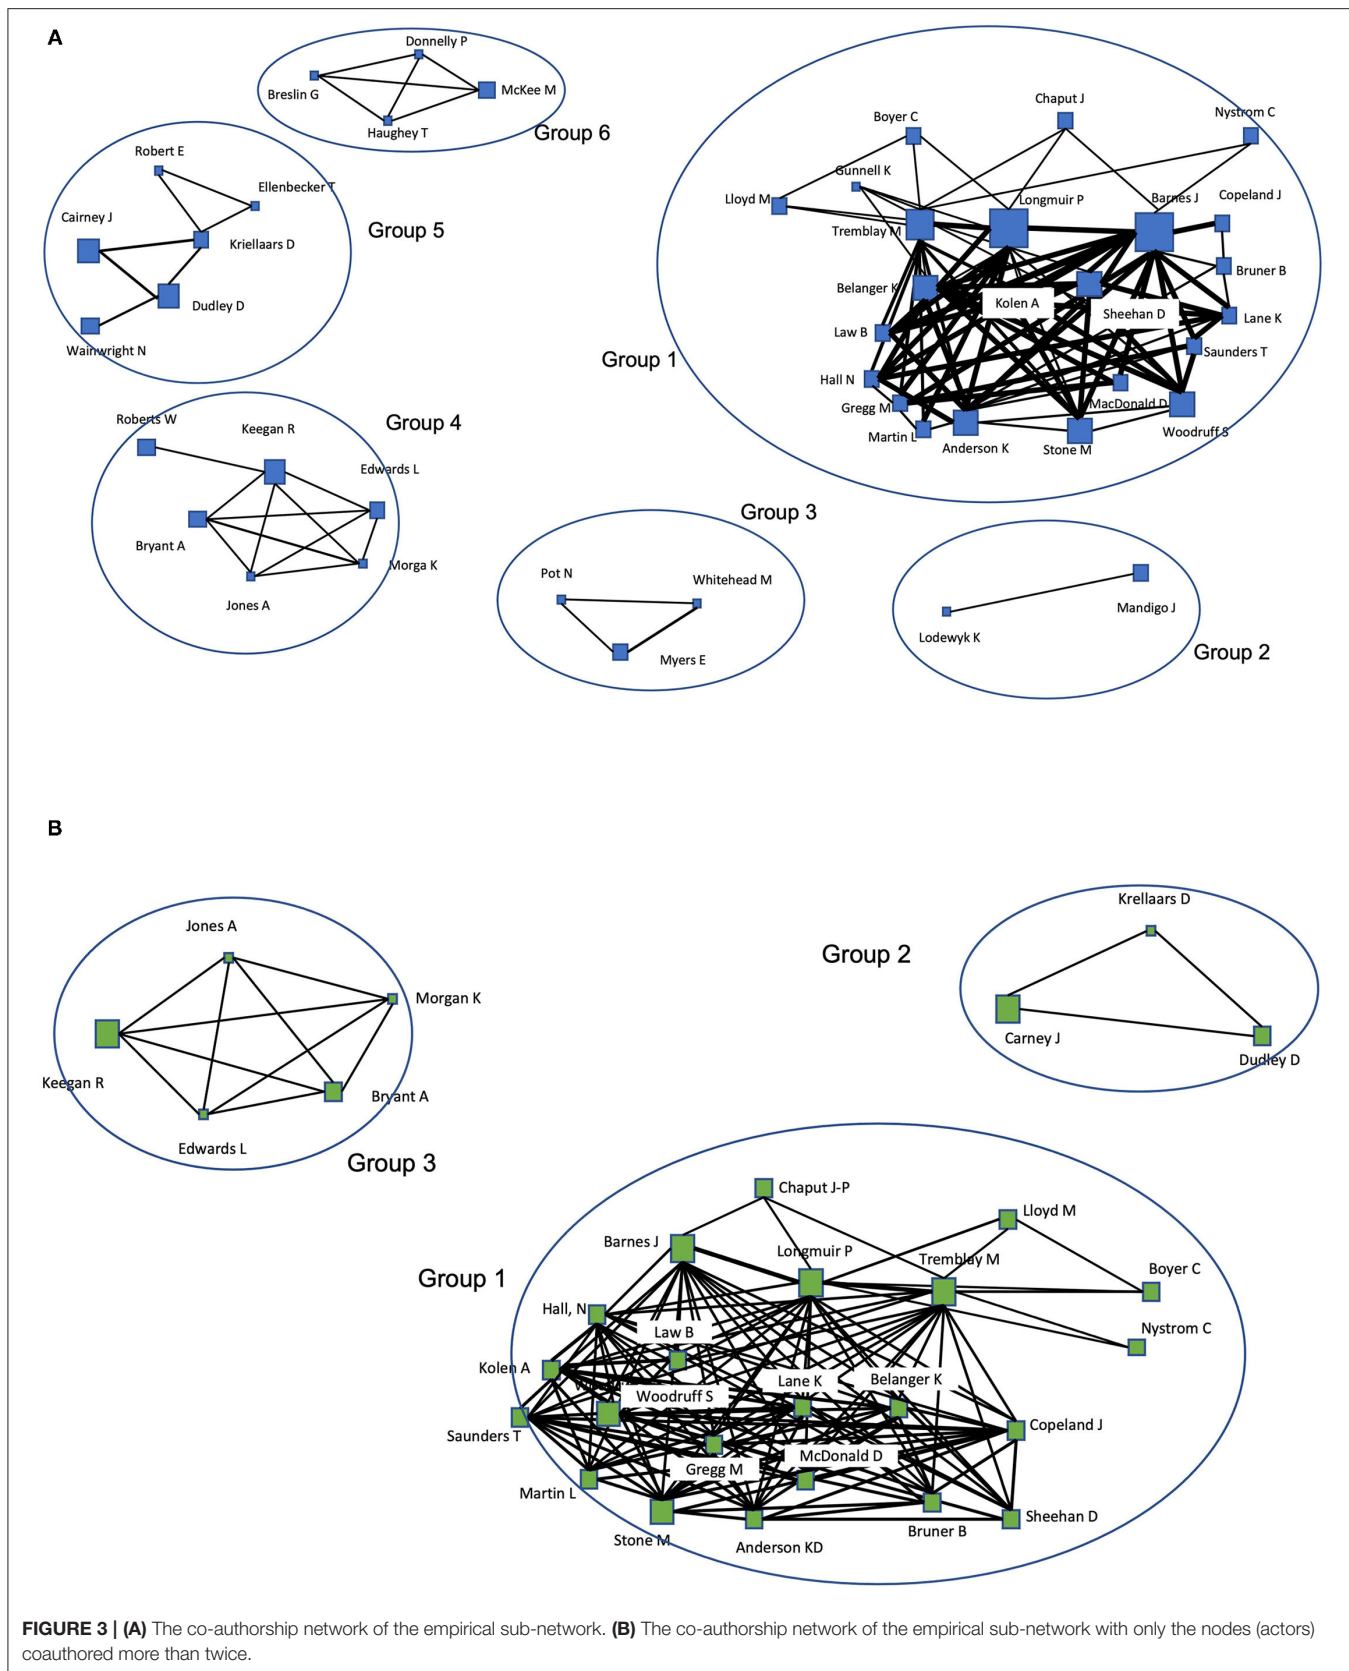 A
Donnelly P
Breslin G
McKee M
Haughey T
Group 6
Robert E
Ellenbecker T
Cairney J
Kriellaars D
Group 5
Dudley D
Wainwright N
Chaput J
Boyer C
Nystrom C
Gunnell K
Lloyd M
Longmuir P
Barnes J
Copeland J
Tremblay M
Bruner B
Belanger K
Kolen A
Sheehan D
Lane K
Law B
Saunders T
Group 1
Hall N
Gregg M
MacDonald D
Martin L
Anderson K
Stone M
Woodruff S
Roberts W
Keegan R
Group 4
Edwards L
Bryant A
Morga K
Jones A
Group 3
Pot N
Whitehead M
Myers E
Mandigo J
Lodewyk K
Group 2
B
Jones A
Morgan K
Keegan R
Bryant A
Edwards L
Group 3
Krellaars D
Group 2
Carney J
Dudley D
Chaput J-P
Lloyd M
Barnes J
Longmuir P
Tremblay M
Boyer C
Group 1
Hall, N
Law B
Nystrom C
Kolen A
Lane K
Belanger K
Woodruff S
Saunders T
Copeland J
McDonald D
Gregg M
Martin L
Sheehan D
Stone M
Anderson KD
Bruner B
FIGURE 3 | (A) The co-authorship network of the empirical sub-network. (B) The co-authorship network of the empirical sub-network with only the nodes (actors)
coauthored more than twice.